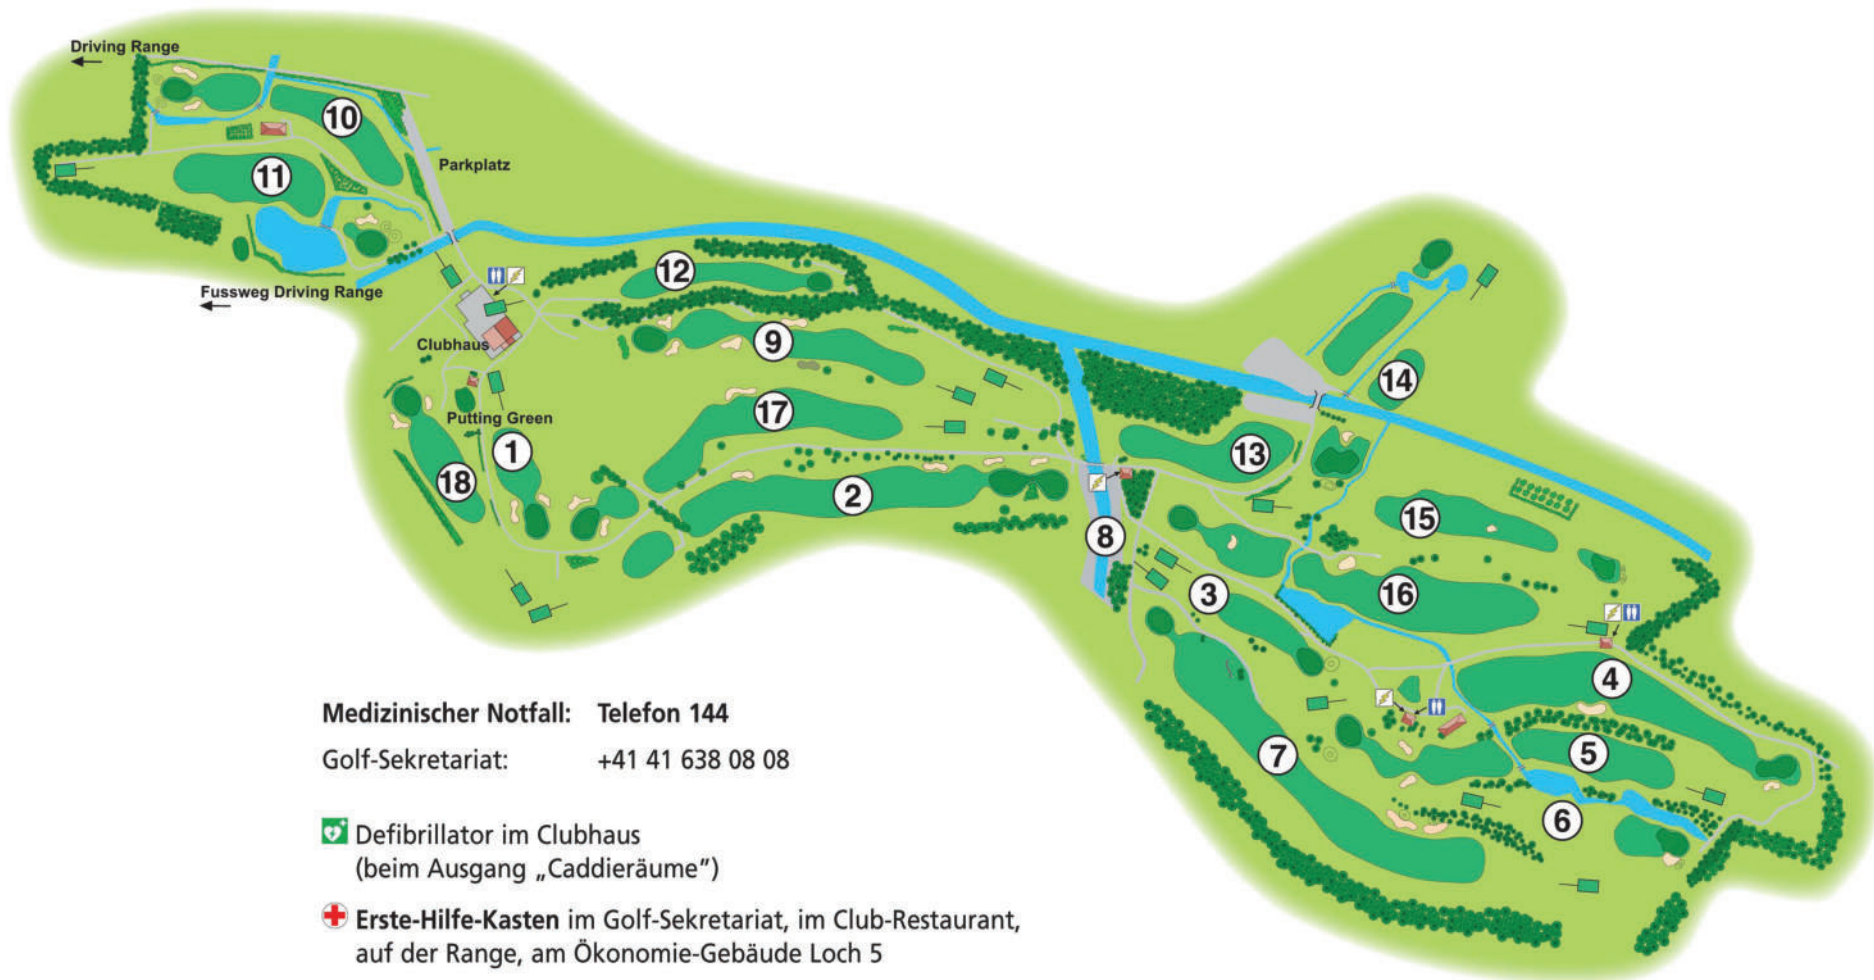 Driving Range
10
Parkplatz
11
Fussweg Driving Range
12
Clubhaus
9
14
Putting Green
17
1
13
18
2
15
8
3
16
4
7
5
6
Medizinischer Notfall: Telefon 144
Golf-Sekretariat: +41 41 638 08 08
Defibrillator im Clubhaus
(beim Ausgang „Caddieräume”)
Erste-Hilfe-Kasten im Golf-Sekretariat, im Club-Restaurant,
auf der Range, am Ökonomie-Gebäude Loch 5